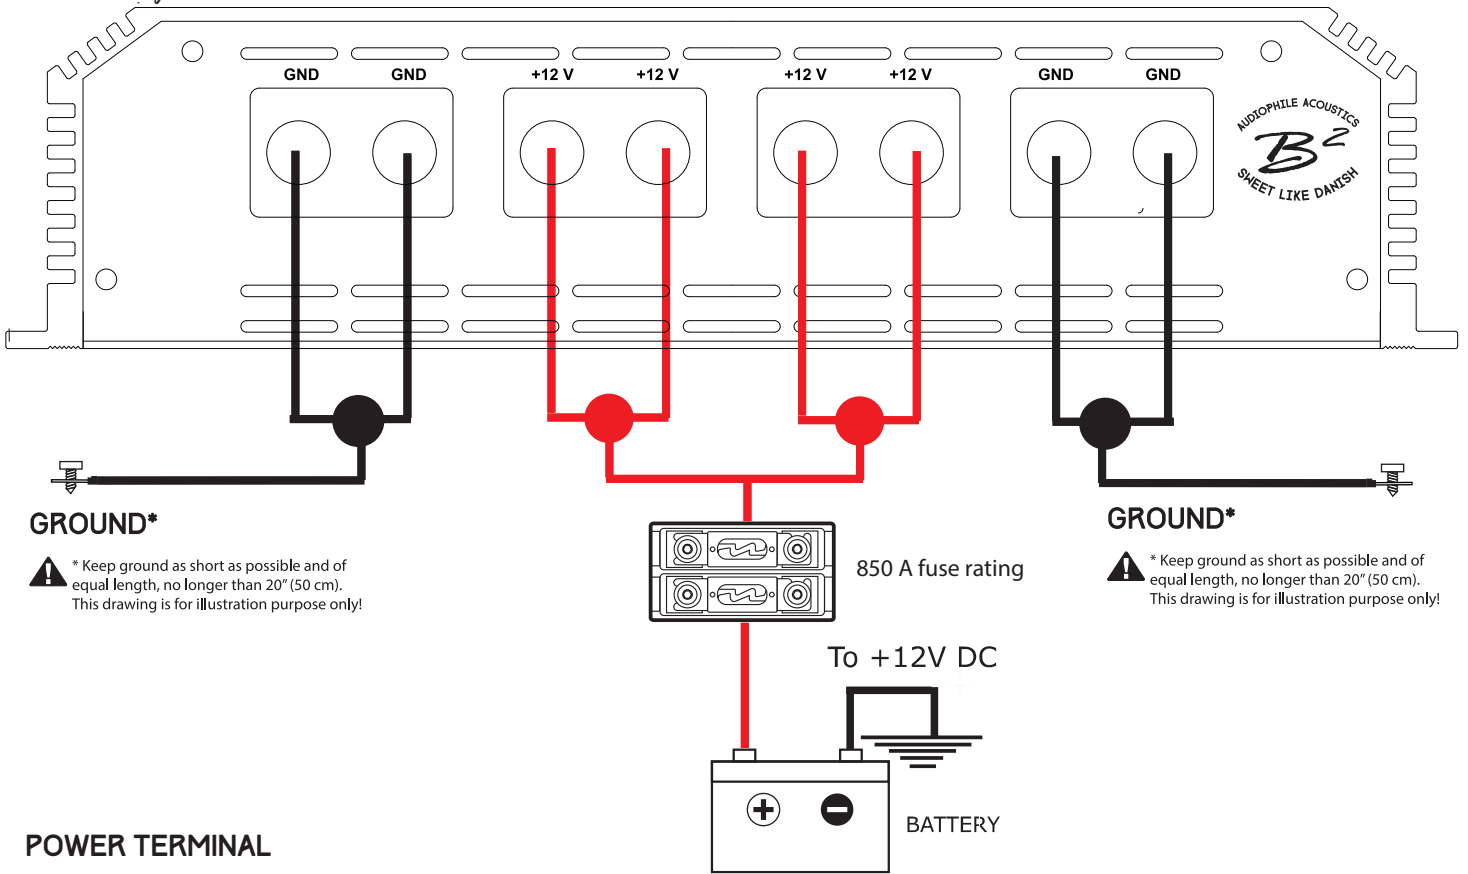 GND GND +12 V +12 V +12 V +12 V GND GND
AUDIOPHILE ACOUSTICS
B2
SWEET LIKE DANISH
GROUND*
* Keep ground as short as possible and of
equal length, no longer than 20" (50 cm).
This drawing is for illustration purpose only!
850 A fuse rating
GROUND*
* Keep ground as short as possible and of
equal length, no longer than 20" (50 cm).
This drawing is for illustration purpose only!
To +12V DC
BATTERY
POWER TERMINAL